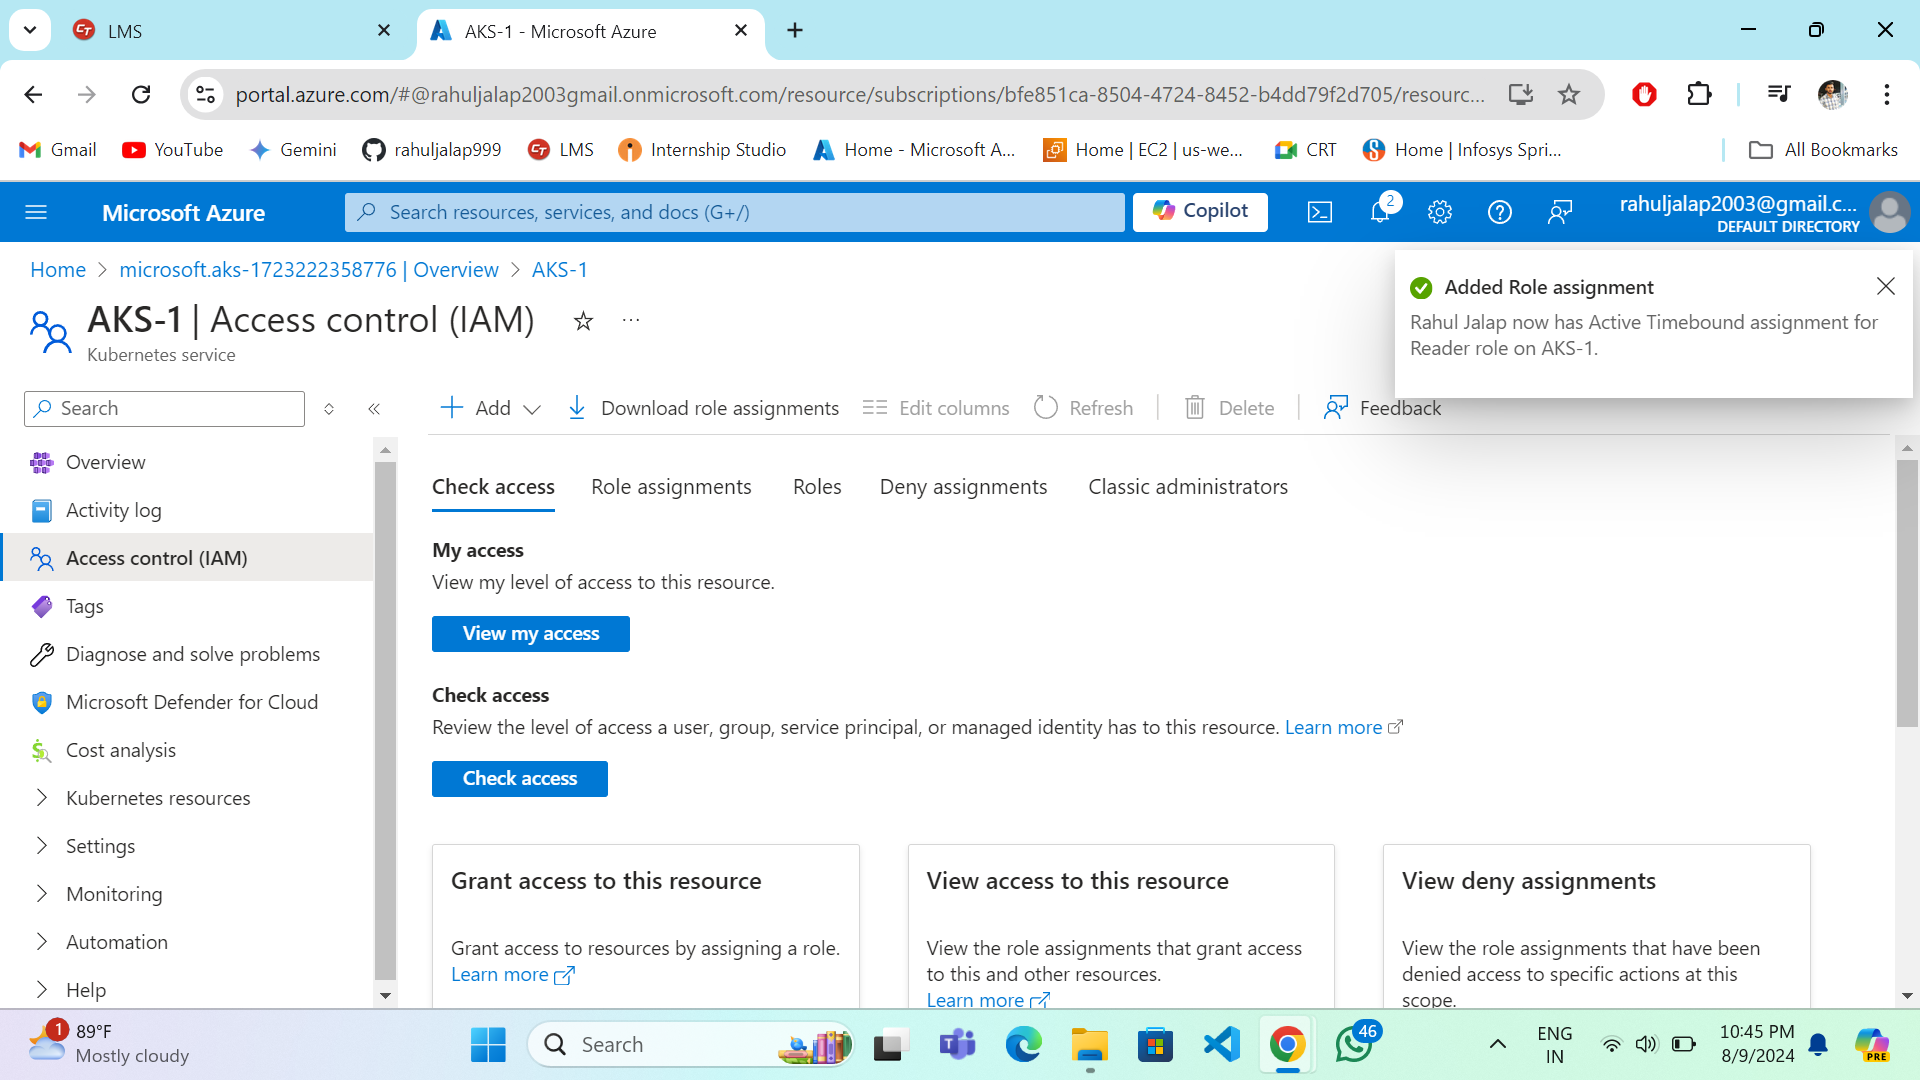 LMS
AKS-1 - Microsoft Azure
portal.azure.com/#@rahuljalap2003gmail.onmicrosoft.com/resource/subscriptions/bfe851ca-8504-4724-8452-b4dd79f2d705/resourc...
Gmail YouTube Gemini rahuljalap999 LMS Internship Studio Home - Microsoft A... Home | EC2 | us-we... CRT Home | Infosys Spri... All Bookmarks
Microsoft Azure
Search resources, services, and docs (G+/)
Copilot
2
rahuljalap2003@gmail.c...
DEFAULT DIRECTORY
Home > microsoft.aks-1723222358776 | Overview > AKS-1
AKS-1 | Access control (IAM)
Kubernetes service
Added Role assignment
Rahul Jalap now has Active Timebound assignment for
Reader role on AKS-1.
Search
Add Download role assignments Edit columns Refresh Delete Feedback
Overview
Activity log
Access control (IAM)
Tags
Diagnose and solve problems
Microsoft Defender for Cloud
Cost analysis
Kubernetes resources
Settings
Monitoring
Automation
Help
Check access Role assignments Roles Deny assignments Classic administrators
My access
View my level of access to this resource.
View my access
Check access
Review the level of access a user, group, service principal, or managed identity has to this resource. Learn more
Check access
Grant access to this resource
Grant access to resources by assigning a role.
Learn more
View access to this resource
View the role assignments that grant access
to this and other resources.
Learn more
View deny assignments
View the role assignments that have been
denied access to specific actions at this
scope.
1
89°F
Mostly cloudy
Search
46
ENG
IN
10:45 PM
8/9/2024
PRE